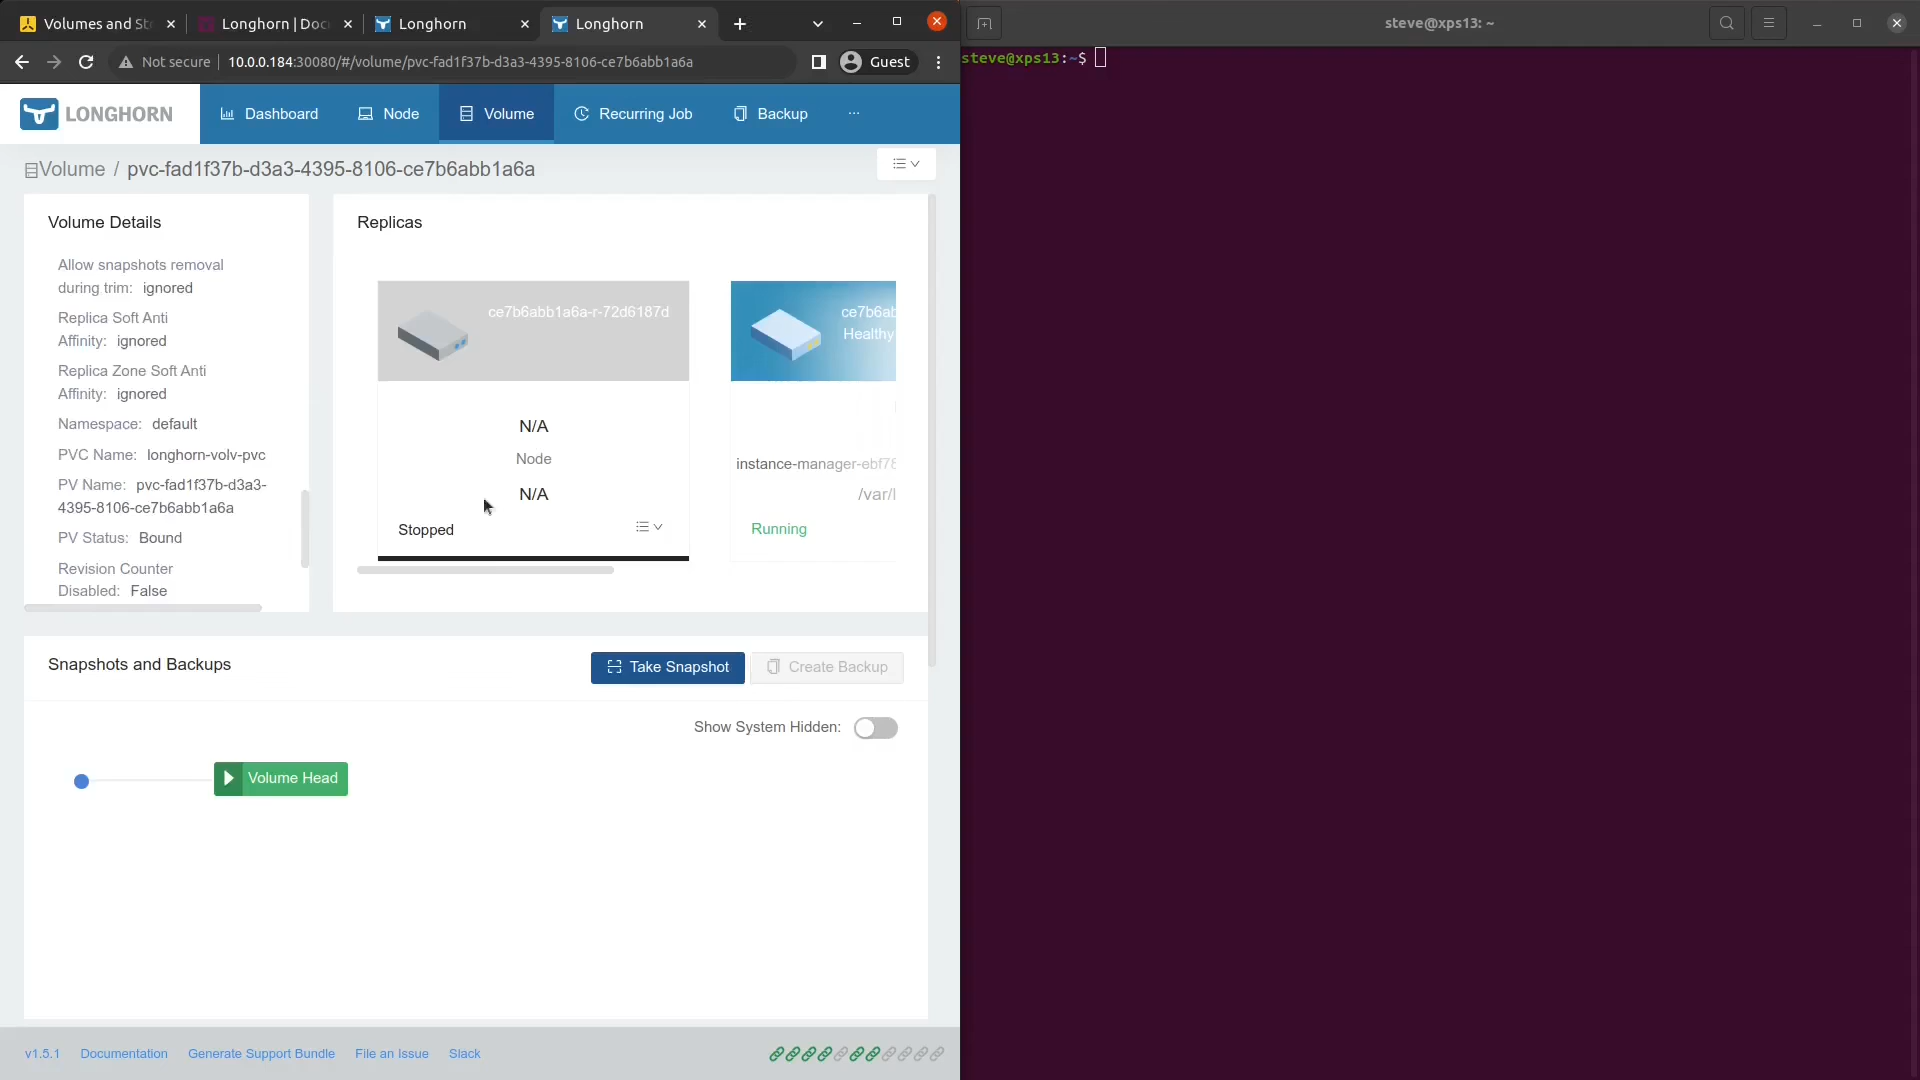 Volumes and St
Longhorn | Doc
Longhorn
Longhorn
steve@xps13: ~
Not secure
10.0.0.184:30080/#/volume/pvc-fad1f37b-d3a3-4395-8106-ce7b6abb1a6a
Guest
steve@xps13:~$
LONGHORN
Dashboard
Node
Volume
Recurring Job
Backup
···
Volume / pvc-fad1f37b-d3a3-4395-8106-ce7b6abb1a6a
Volume Details
Allow snapshots removal
during trim: ignored
Replica Soft Anti
Affinity: ignored
Replica Zone Soft Anti
Affinity: ignored
Namespace: default
PVC Name: longhorn-volv-pvc
PV Name: pvc-fad1f37b-d3a3-
4395-8106-ce7b6abb1a6a
PV Status: Bound
Revision Counter
Disabled: False
Replicas
ce7b6abb1a6a-r-72d6187d
N/A
Node
N/A
Stopped
ce7b6ab
Healthy
instance-manager-ebf78
/var/l
Running
Snapshots and Backups
Take Snapshot
Create Backup
Show System Hidden:
Volume Head
v1.5.1
Documentation
Generate Support Bundle
File an Issue
Slack